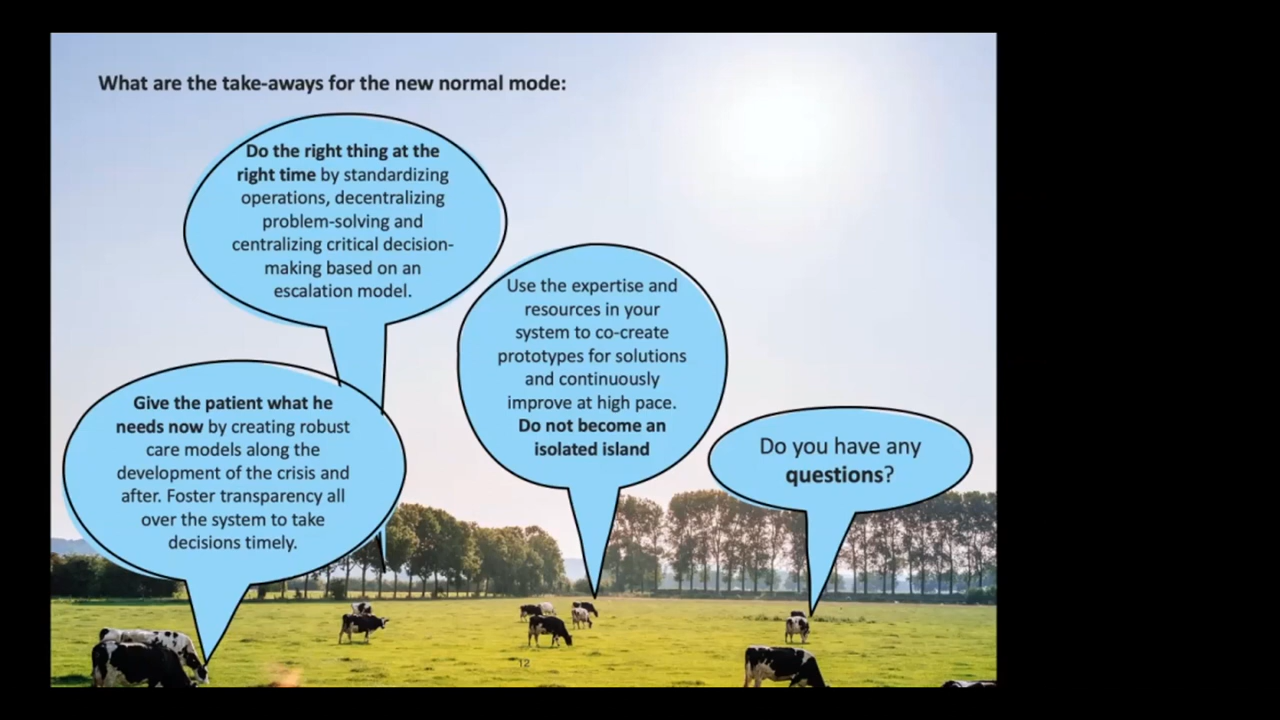 What are the take-aways for the new normal mode:
Do the right thing at the
right time by standardizing
operations, decentralizing
problem-solving and
centralizing critical decision-
making based on an
escalation model.
Give the patient what he
needs now by creating robust
care models along the
development of the crisis and
after. Foster transparency all
over the system to take
decisions timely.
Use the expertise and
resources in your
system to co-create
prototypes for solutions
and continuously
improve at high pace.
Do not become an
isolated island
Do you have any
questions?
12